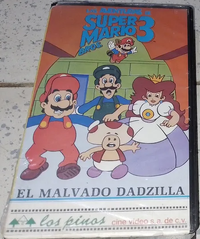 SUPER
MARIO 3
EL MALVADO DADZILLA
los pinos
cine video s.a. de c.v.